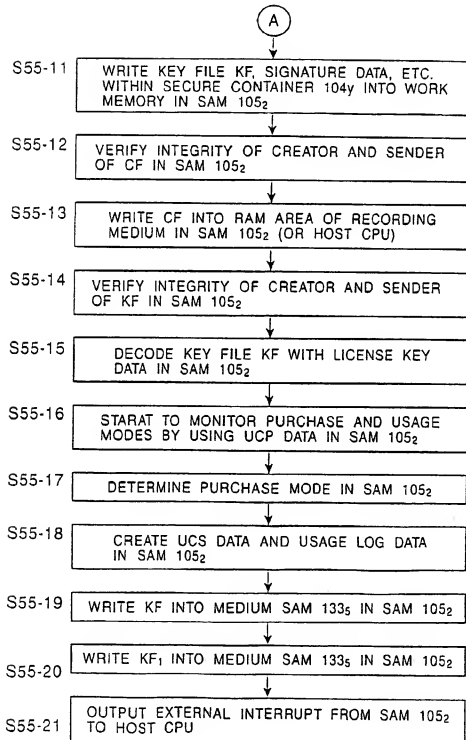 A
S55-11
WRITE KEY FILE KF, SIGNATURE DATA, ETC.
WITHIN SECURE CONTAINER 104y INTO WORK
MEMORY IN SAM 105₂
S55-12
VERIFY INTEGRITY OF CREATOR AND SENDER
OF CF IN SAM 105₂
S55-13
WRITE CF INTO RAM AREA OF RECORDING
MEDIUM IN SAM 105₂ (OR HOST CPU)
S55-14
VERIFY INTEGRITY OF CREATOR AND SENDER
OF KF IN SAM 105₂
S55-15
DECODE KEY FILE KF WITH LICENSE KEY
DATA IN SAM 105₂
S55-16
STARAT TO MONITOR PURCHASE AND USAGE
MODES BY USING UCP DATA IN SAM 105₂
S55-17
DETERMINE PURCHASE MODE IN SAM 105₂
S55-18
CREATE UCS DATA AND USAGE LOG DATA
IN SAM 105₂
S55-19
WRITE KF INTO MEDIUM SAM 133₅ IN SAM 105₂
S55-20
WRITE KF₁ INTO MEDIUM SAM 133₅ IN SAM 105₂
S55-21
OUTPUT EXTERNAL INTERRUPT FROM SAM 105₂
TO HOST CPU